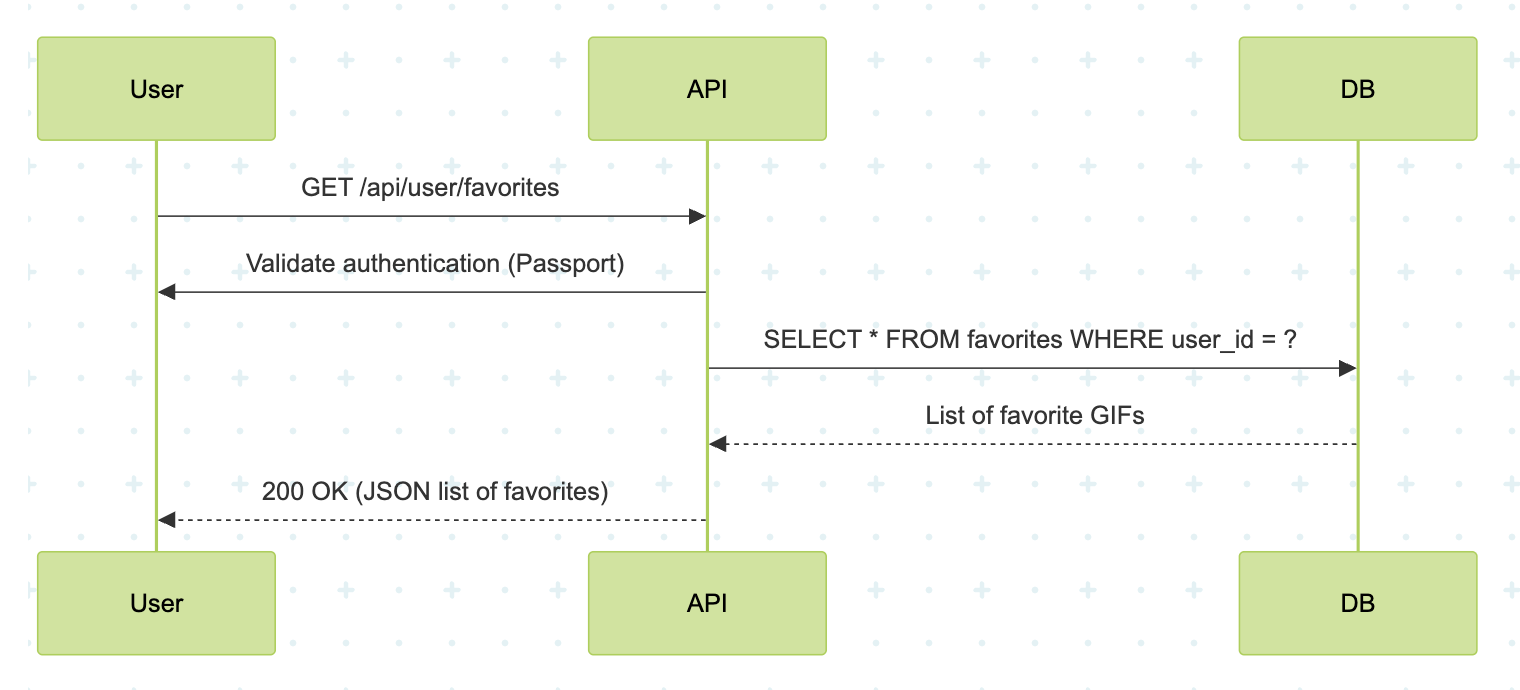 User
API
DB
GET /api/user/favorites
Validate authentication (Passport)
SELECT * FROM favorites WHERE user_id = ?
List of favorite GIFs
200 OK (JSON list of favorites)
User
API
DB